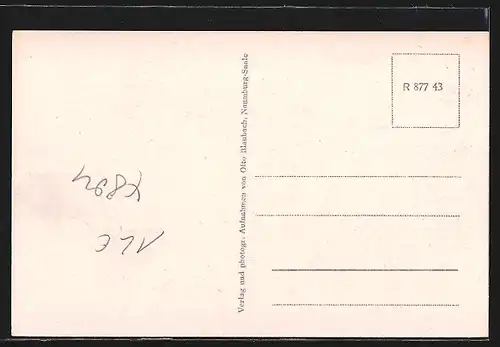 Verlag und photogr. Aufnahmen von Otto Blaubach, Naumburg-Saale
R 877 43